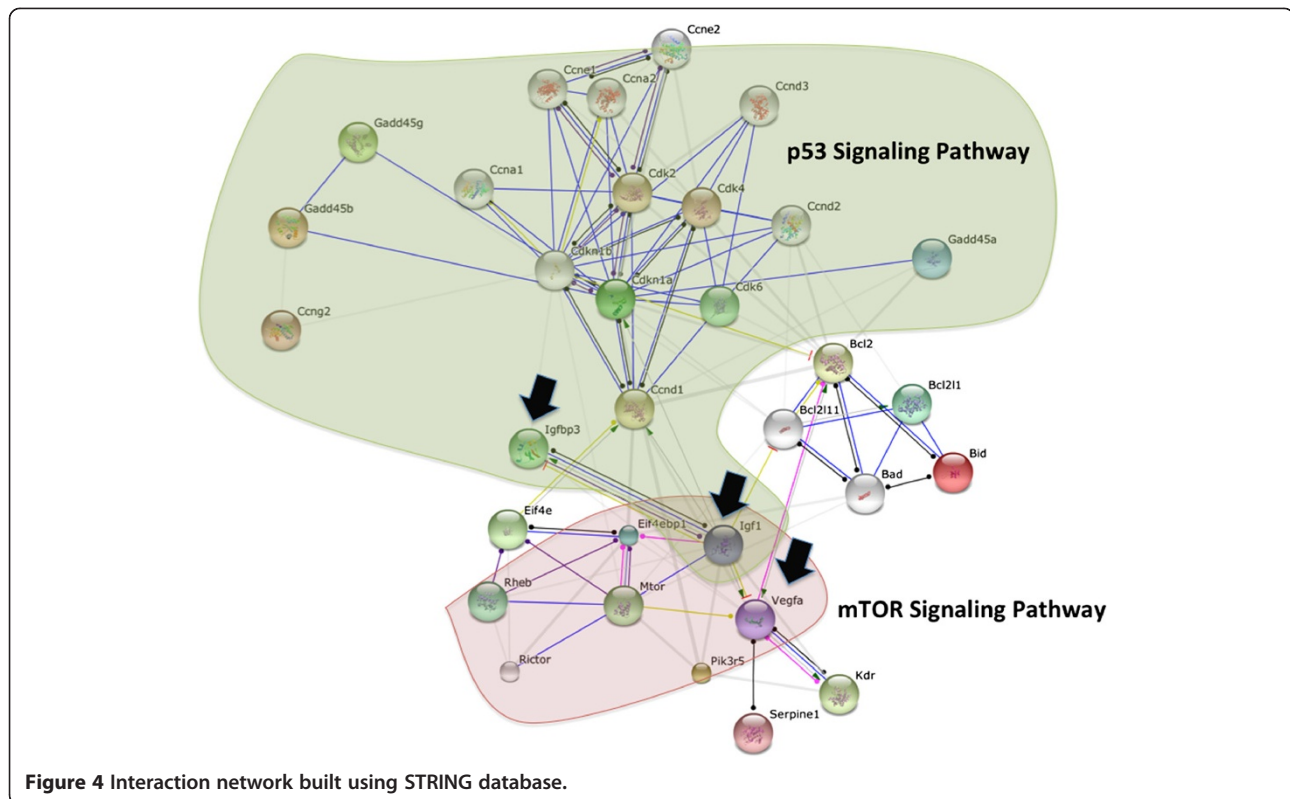 Ccne2
Ccne1
Ccna2
Ccnd3
Gadd45g
p53 Signaling Pathway
Ccna1
Cdk2
Cdk4
Gadd45b
Ccnd2
Gadd45a
Cdkn1b
Cdkn1a
Cdk6
Ccng2
Bcl2
Bcl2l1
Ccnd1
Bcl2l11
Igfbp3
Bid
Bad
Eif4e
Eif4ebp1
Igf1
Rheb
Mtor
Vegfa
mTOR Signaling Pathway
Rictor
Pik3r5
Kdr
Serpine1
Figure 4 Interaction network built using STRING database.